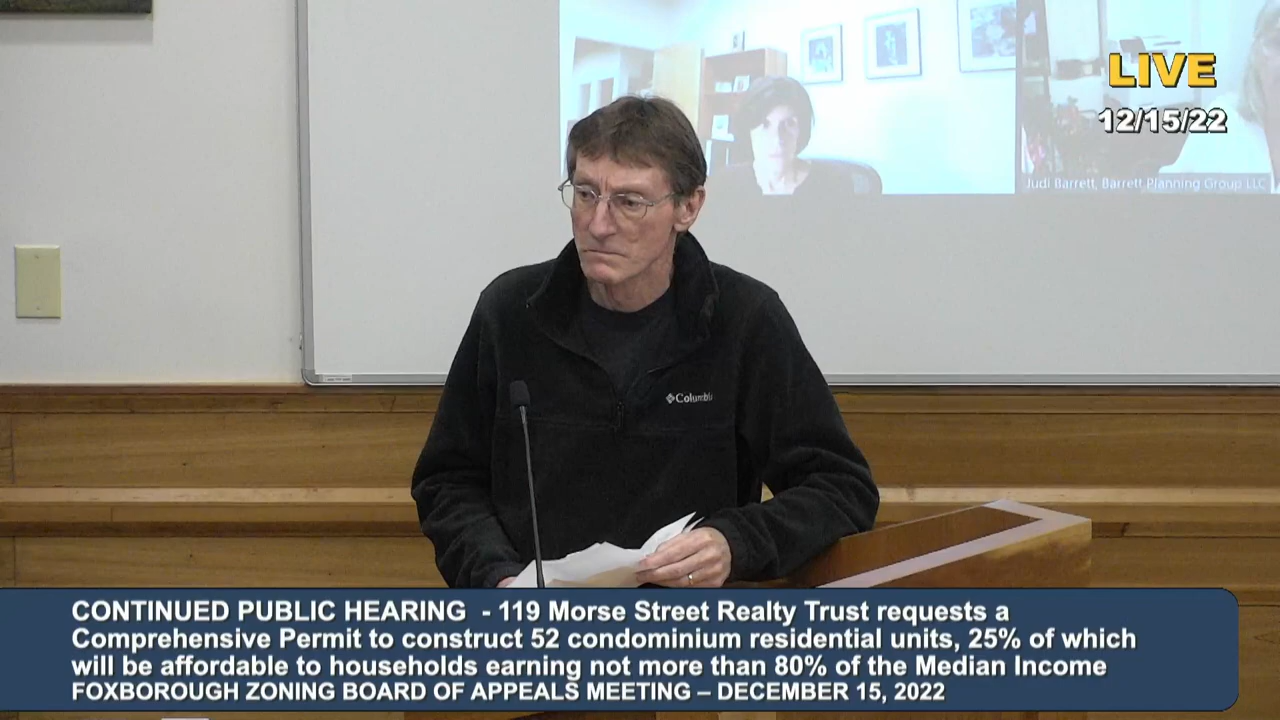 LIVE
12/15/22
Judi Barrett, Barrett Planning Group LLC
Columbia
CONTINUED PUBLIC HEARING - 119 Morse Street Realty Trust requests a
Comprehensive Permit to construct 52 condominium residential units, 25% of which
will be affordable to households earning not more than 80% of the Median Income
FOXBOROUGH ZONING BOARD OF APPEALS MEETING – DECEMBER 15, 2022